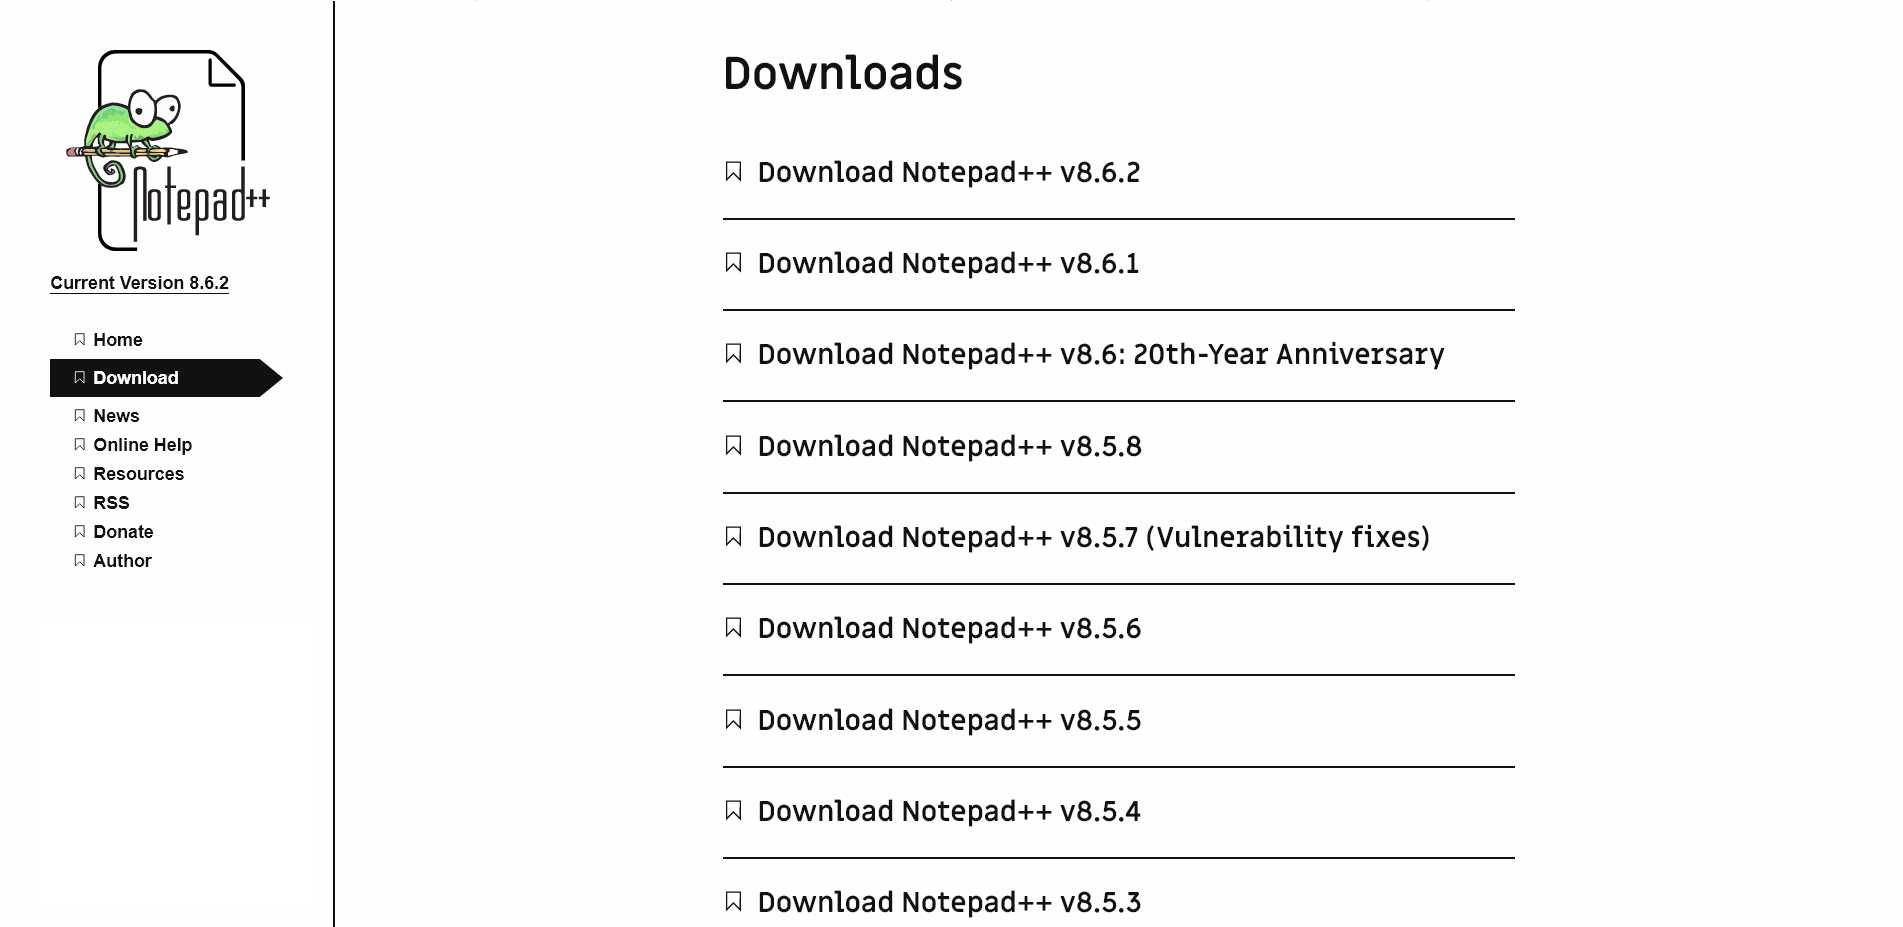 Notepad++
Current Version 8.6.2
Home
Download
News
Online Help
Resources
RSS
Donate
Author
Downloads
Download Notepad++ v8.6.2
Download Notepad++ v8.6.1
Download Notepad++ v8.6: 20th-Year Anniversary
Download Notepad++ v8.5.8
Download Notepad++ v8.5.7 (Vulnerability fixes)
Download Notepad++ v8.5.6
Download Notepad++ v8.5.5
Download Notepad++ v8.5.4
Download Notepad++ v8.5.3